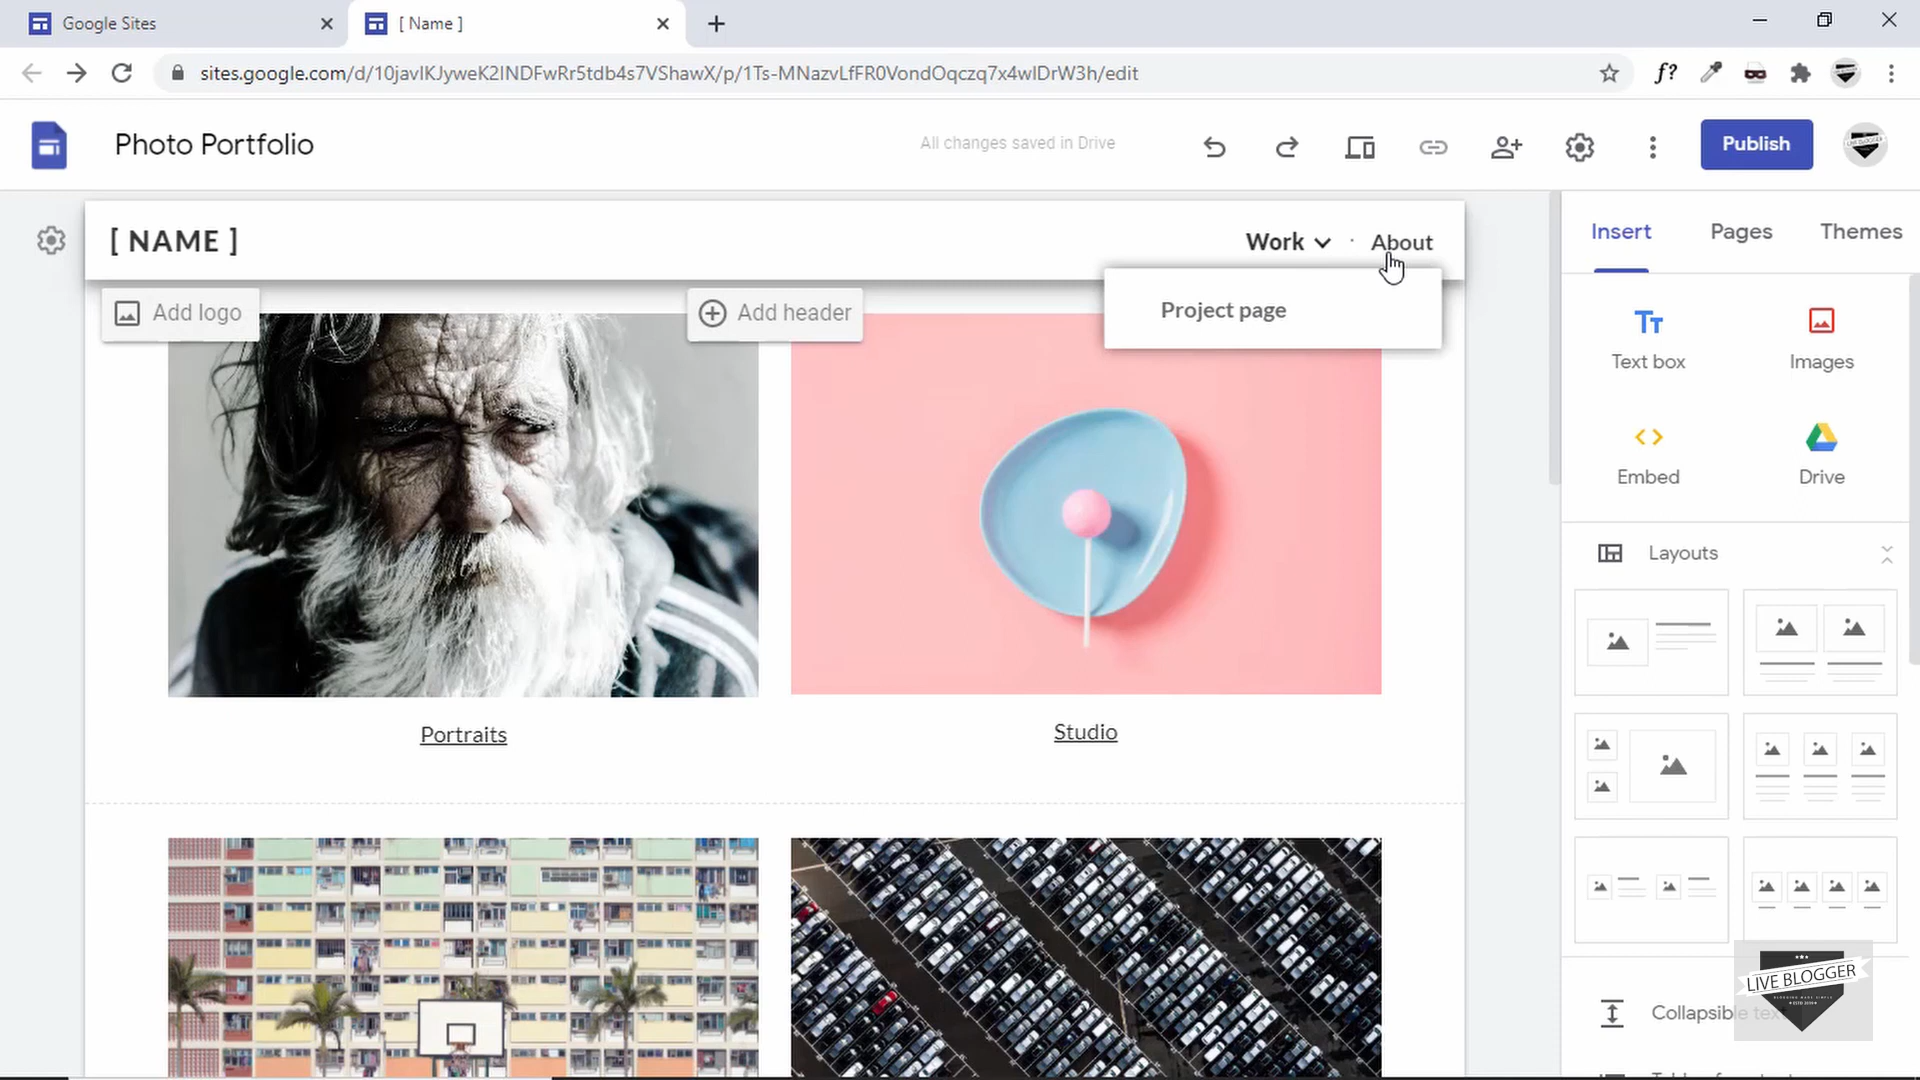 Google Sites
[ Name ]
sites.google.com/d/10javIKJyweK2INDFwRr5tdb4s7VShawX/p/1Ts-MNazvLfFR0VondOqczq7x4wIDrW3h/edit
f?
Photo Portfolio
All changes saved in Drive
Publish
[ NAME ]
Work
About
Insert
Pages
Themes
Add logo
Add header
Project page
Text box
Images
Embed
Drive
Layouts
Portraits
Studio
LIVE BLOGGER
Collapsible text